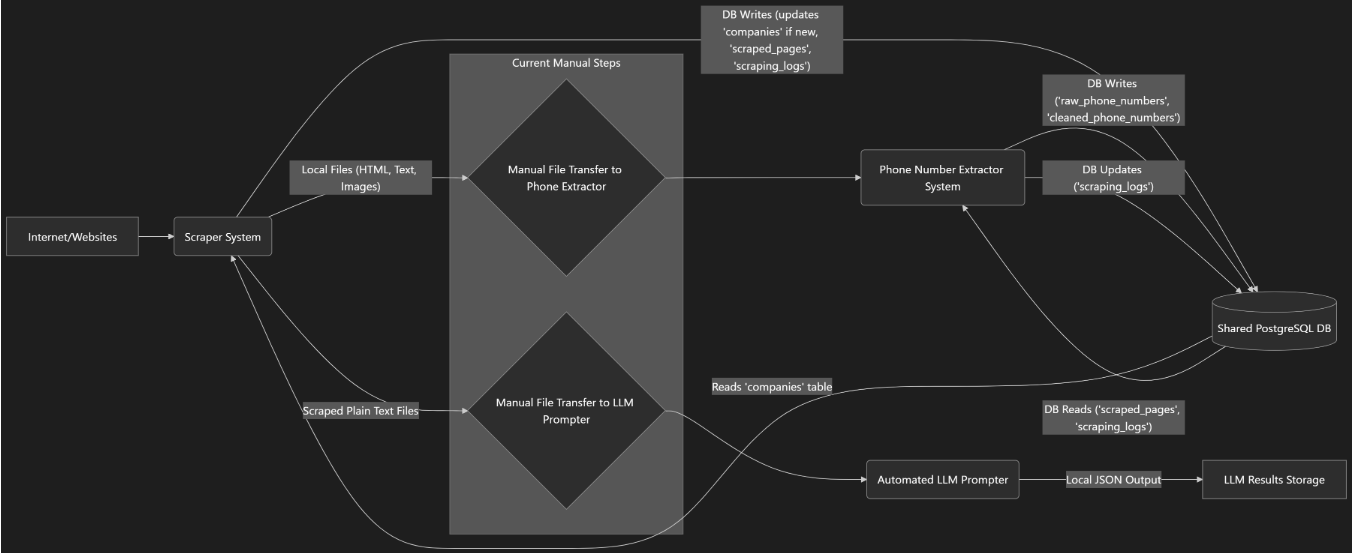 DB Writes (updates
'companies' if new,
'scraped_pages',
'scraping_logs')
Current Manual Steps
DB Writes
('raw_phone_numbers',
'cleaned_phone_numbers')
Local Files (HTML, Text,
Images)
Manual File Transfer to
Phone Extractor
Phone Number Extractor
System
DB Updates
('scraping_logs')
Internet/Websites
Scraper System
Shared PostgreSQL DB
Reads 'companies' table
Scraped Plain Text Files
Manual File Transfer to LLM
Prompter
DB Reads ('scraped_pages',
'scraping_logs')
Automated LLM Prompter
Local JSON Output
LLM Results Storage